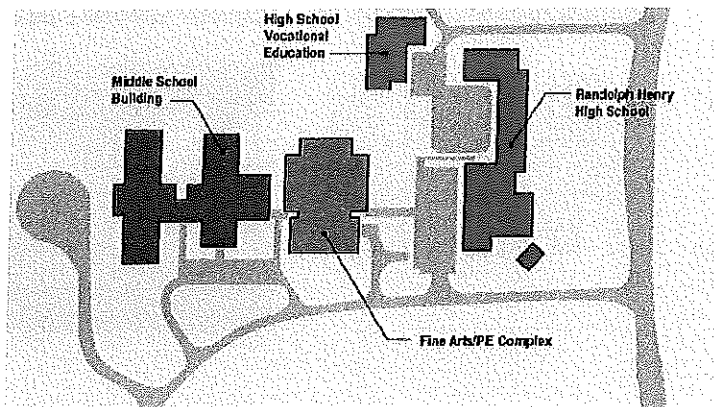 High School
Vocational
Education
Middle School
Building
Randolph Henry
High School
Fine Arts/PE Complex